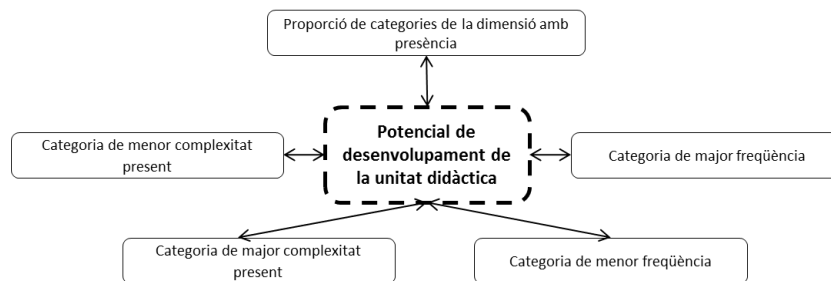 Proporció de categories de la dimensió amb
presència
Categoria de menor complexitat
present
Potencial de
desenvolupament de
la unitat didàctica
Categoria de major freqüència
Categoria de major complexitat
present
Categoria de menor freqüència